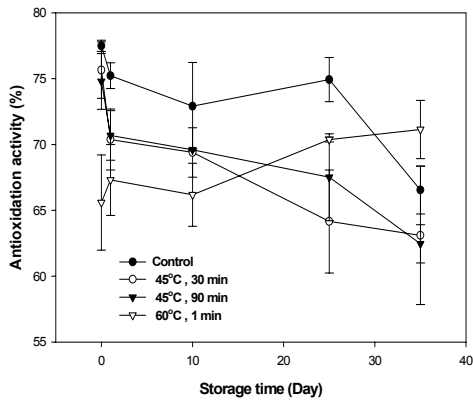 80
75
70
65
60
55
Antioxidation activity (%)
Control
45°C , 30 min
45°C , 90 min
60°C , 1 min
0 10 20 30 40
Storage time (Day)